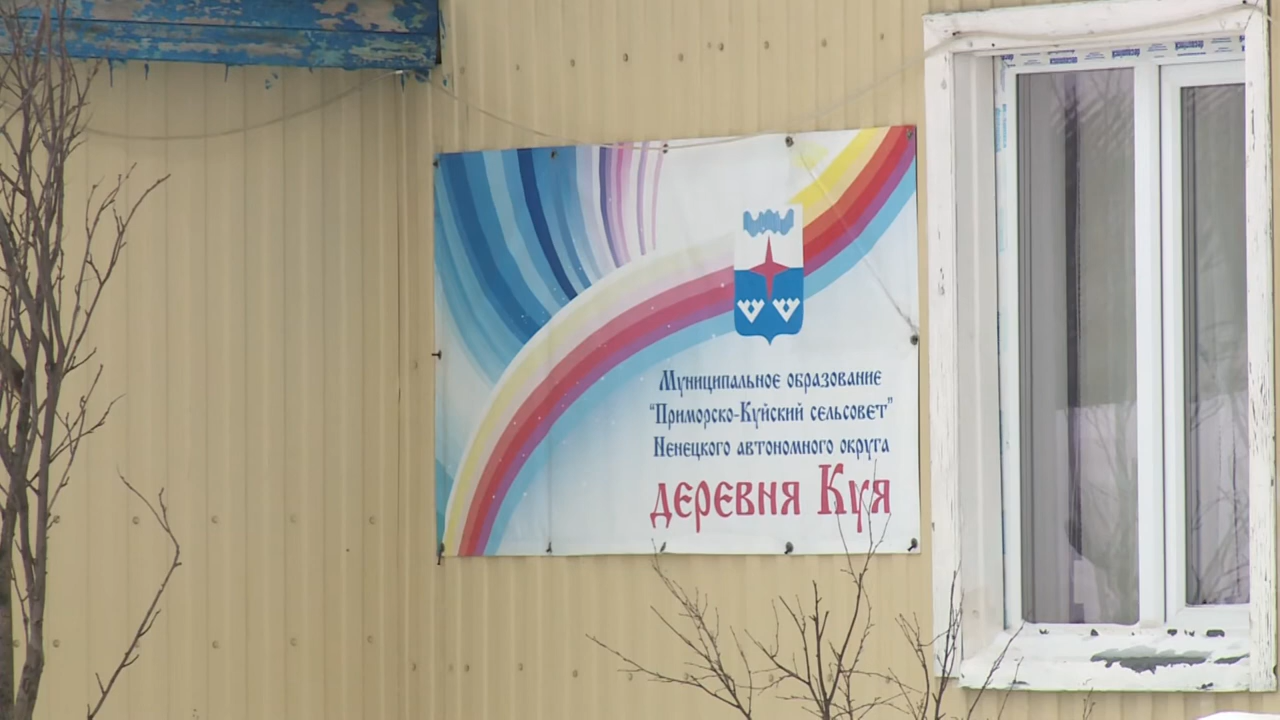 Муниципальное образование
"Приморско-Куйский сельсовет"
Ненецкого автономного округа
деревня Куя